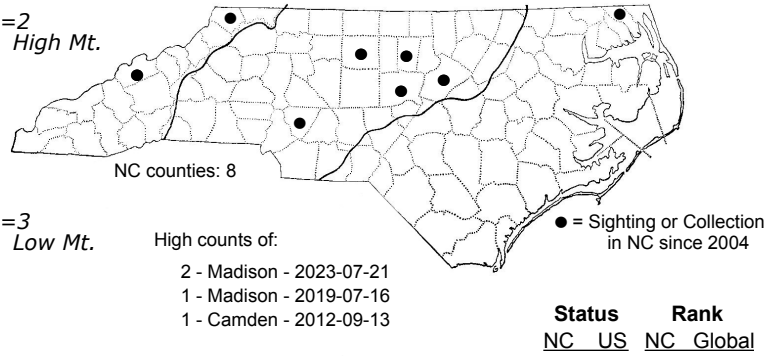 =2
High Mt.
NC counties: 8
=3
Low Mt.
High counts of:
2 - Madison - 2023-07-21
1 - Madison - 2019-07-16
1 - Camden - 2012-09-13
● = Sighting or Collection
in NC since 2004
Status Rank
NC US NC Global